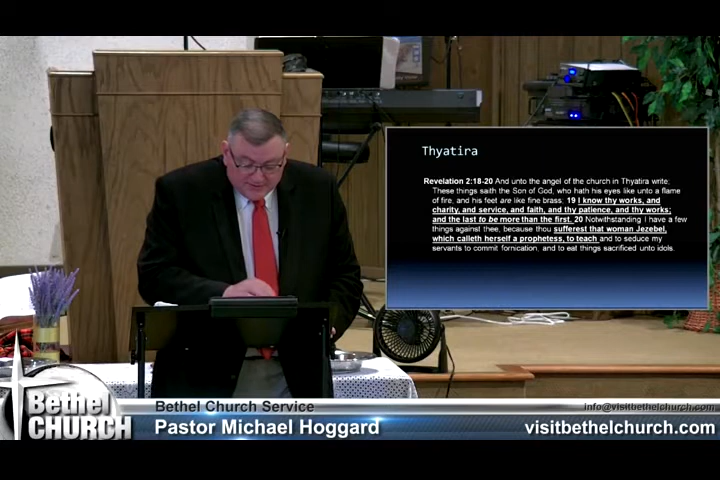 Thyatira
Revelation 2:18-20 And unto the angel of the church in Thyatira write;
These things saith the Son of God, who hath his eyes like unto a flame
of fire, and his feet are like fine brass. 19 I know thy works, and
charity, and service, and faith, and thy patience, and thy works;
and the last to be more than the first. 20 Notwithstanding I have a few
things against thee, because thou sufferest that woman Jezebel,
which calleth herself a prophetess, to teach and to seduce my
servants to commit fornication, and to eat things sacrificed unto idols.
Bethel
CHURCH
Bethel Church Service
info@visitbethelchurch.com
Pastor Michael Hoggard
visitbethelchurch.com